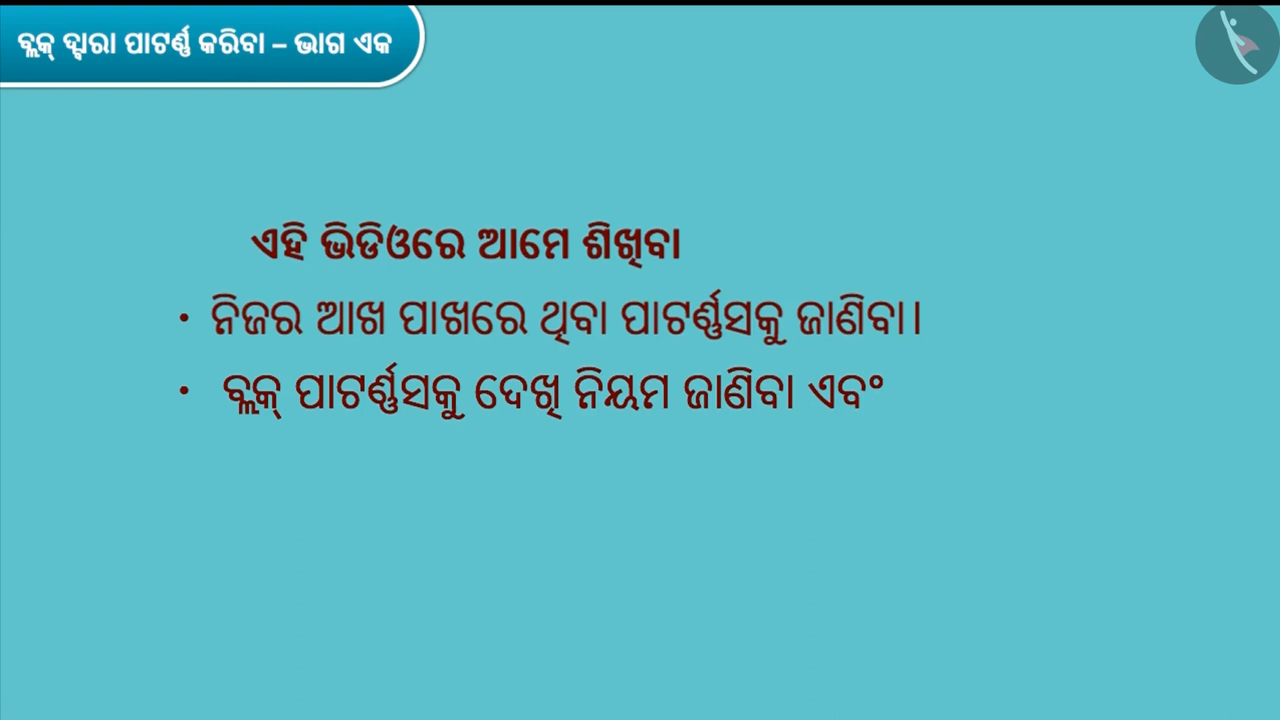 ବ୍ଲକ୍ ଦ୍ବାରା ପାଟର୍ଣ୍ଣ କରିବା – ଭାଗ ଏକ
ଏହି ଭିଡିଓରେ ଆମେ ଶିଖିବା
• ନିଜର ଆଖ ପାଖରେ ଥିବା ପାଟର୍ଣ୍ଣସକୁ ଜାଣିବା।
• ବ୍ଲକ୍ ପାଟର୍ଣ୍ଣସକୁ ଦେଖି ନିୟମ ଜାଣିବା ଏବଂ